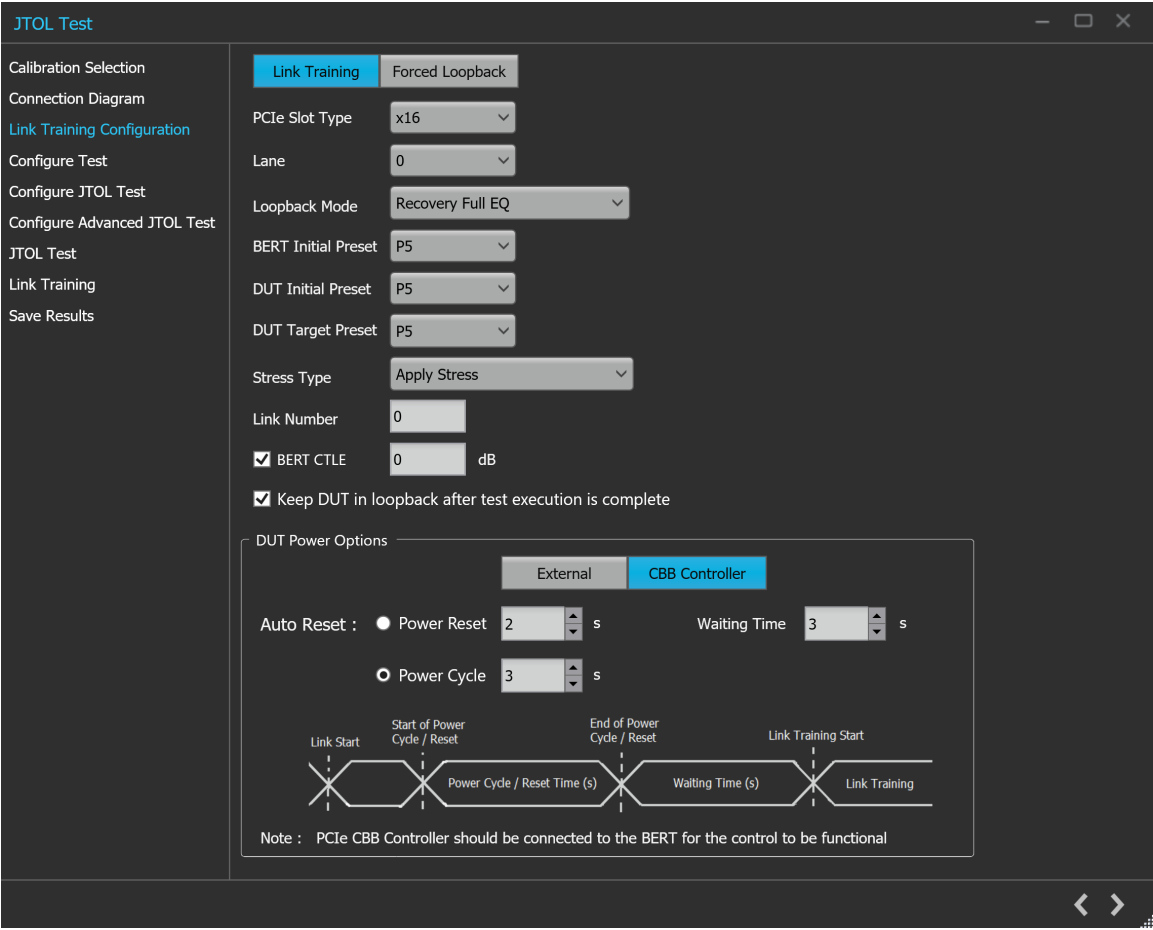 JTOL Test
Calibration Selection
Connection Diagram
Link Training Configuration
Configure Test
Configure JTOL Test
Configure Advanced JTOL Test
JTOL Test
Link Training
Save Results
Link Training Forced Loopback
PCIe Slot Type x16
Lane 0
Loopback Mode Recovery Full EQ
BERT Initial Preset P5
DUT Initial Preset P5
DUT Target Preset P5
Stress Type Apply Stress
Link Number 0
BERT CTLE 0 dB
Keep DUT in loopback after test execution is complete
DUT Power Options
External CBB Controller
Auto Reset : Power Reset 2 s Waiting Time 3 s
Power Cycle 3 s
Link Start
Start of Power
Cycle / Reset
End of Power
Cycle / Reset
Link Training Start
Power Cycle / Reset Time (s) Waiting Time (s) Link Training
Note : PCIe CBB Controller should be connected to the BERT for the control to be functional